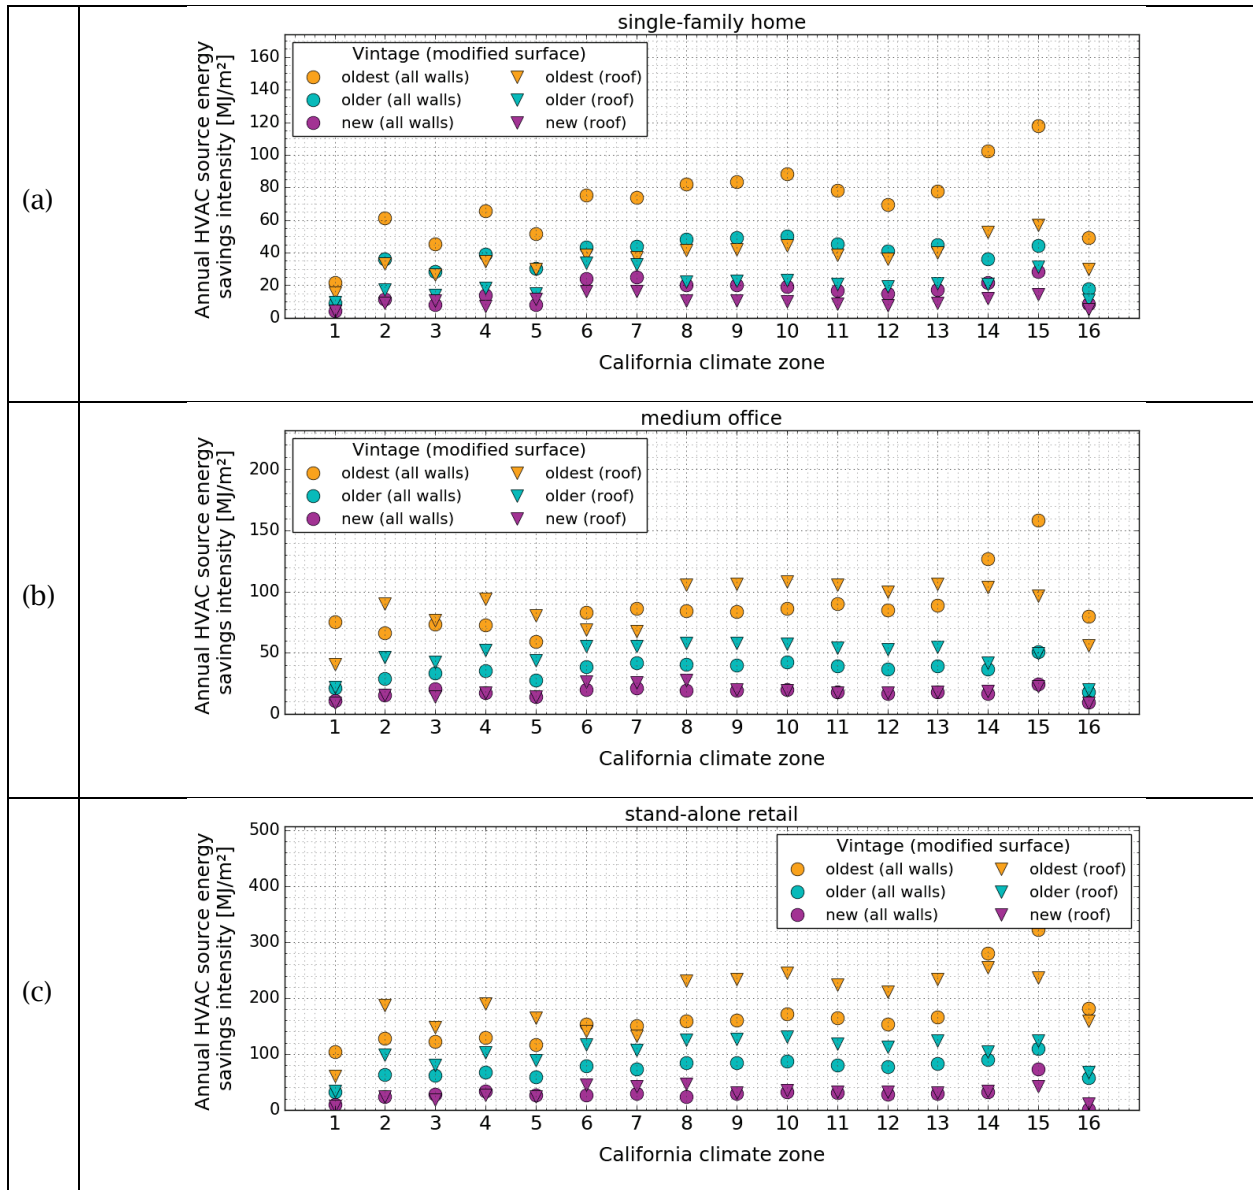 (a)
single-family home
Annual HVAC source energy
savings intensity [MJ/m²]
160
140
120
100
80
60
40
20
0
Vintage (modified surface)
oldest (all walls) oldest (roof)
older (all walls) older (roof)
new (all walls) new (roof)
1 2 3 4 5 6 7 8 9 10 11 12 13 14 15 16
California climate zone
(b)
medium office
Annual HVAC source energy
savings intensity [MJ/m²]
200
150
100
50
0
Vintage (modified surface)
oldest (all walls) oldest (roof)
older (all walls) older (roof)
new (all walls) new (roof)
1 2 3 4 5 6 7 8 9 10 11 12 13 14 15 16
California climate zone
(c)
stand-alone retail
Annual HVAC source energy
savings intensity [MJ/m²]
500
400
300
200
100
0
Vintage (modified surface)
oldest (all walls) oldest (roof)
older (all walls) older (roof)
new (all walls) new (roof)
1 2 3 4 5 6 7 8 9 10 11 12 13 14 15 16
California climate zone